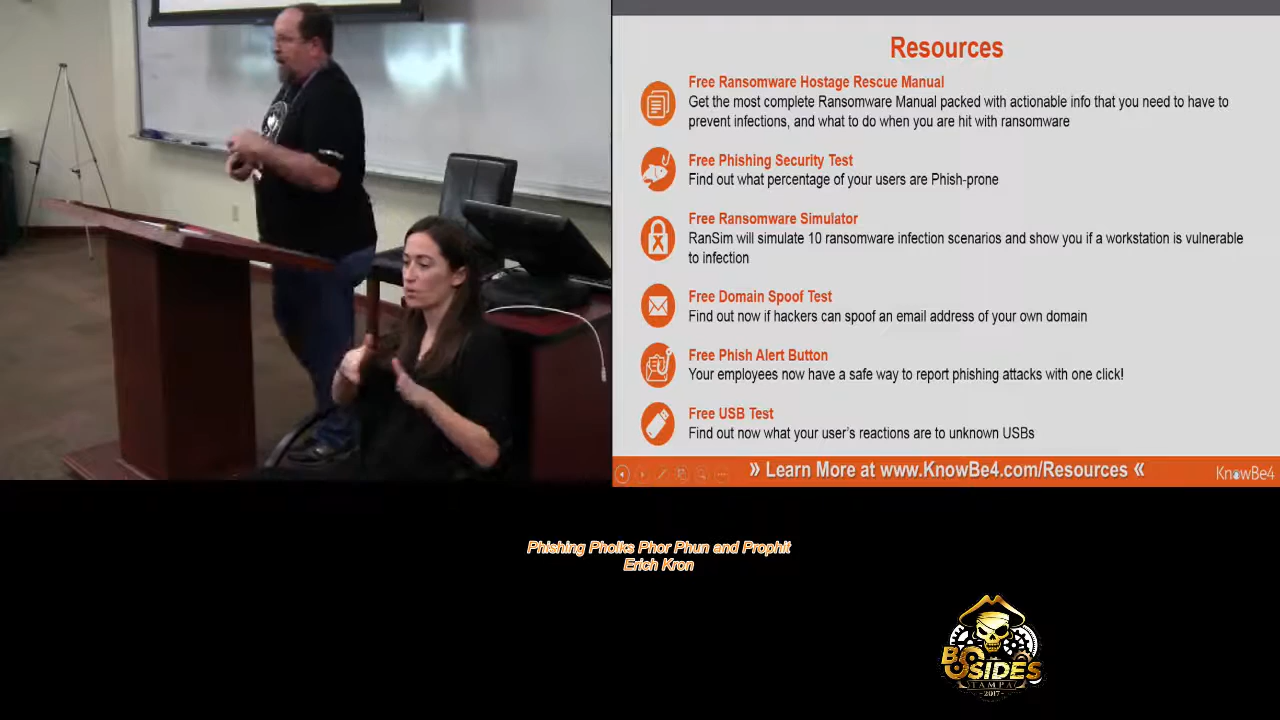 Resources
Free Ransomware Hostage Rescue Manual
Get the most complete Ransomware Manual packed with actionable info that you need to have to
prevent infections, and what to do when you are hit with ransomware
Free Phishing Security Test
Find out what percentage of your users are Phish-prone
Free Ransomware Simulator
RanSim will simulate 10 ransomware infection scenarios and show you if a workstation is vulnerable
to infection
Free Domain Spoof Test
Find out now if hackers can spoof an email address of your own domain
Free Phish Alert Button
Your employees now have a safe way to report phishing attacks with one click!
Free USB Test
Find out now what your user's reactions are to unknown USBs
» Learn More at www.KnowBe4.com/Resources «
KnowBe4
Phishing Pholks Phor Phun and Prophit
Erich Kron
BSIDES
TAMPA
-2017-